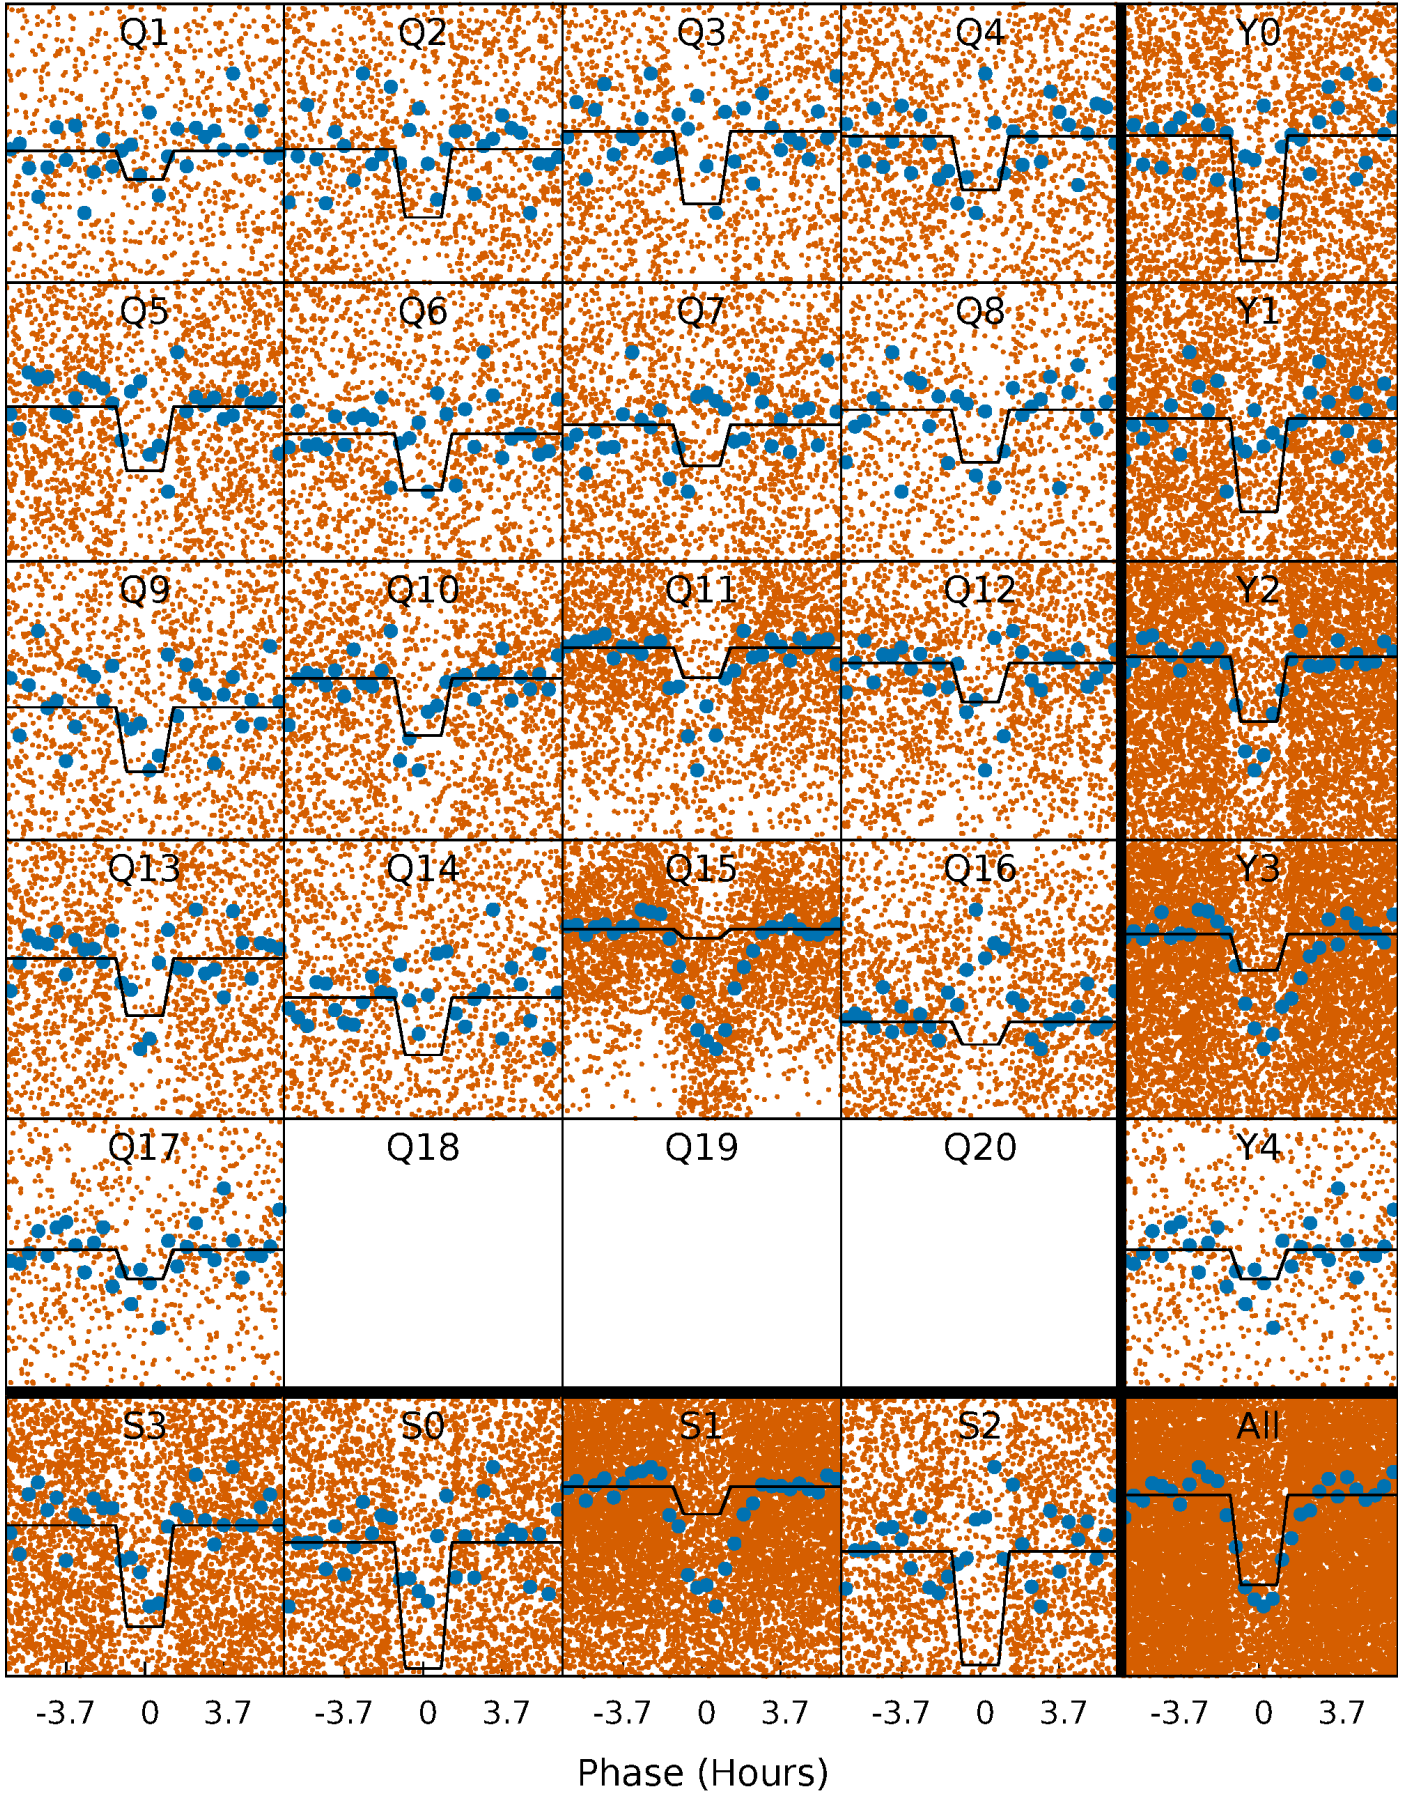 Q1 Q2 Q3 Q4 Y0
Q5 Q6 Q7 Q8 Y1
Q9 Q10 Q11 Q12 Y2
Q13 Q14 Q15 Q16 Y3
Q17 Q18 Q19 Q20 Y4
S3 S0 S1 S2 All
-3.7 0 3.7 -3.7 0 3.7 -3.7 0 3.7 -3.7 0 3.7 -3.7 0 3.7
Phase (Hours)